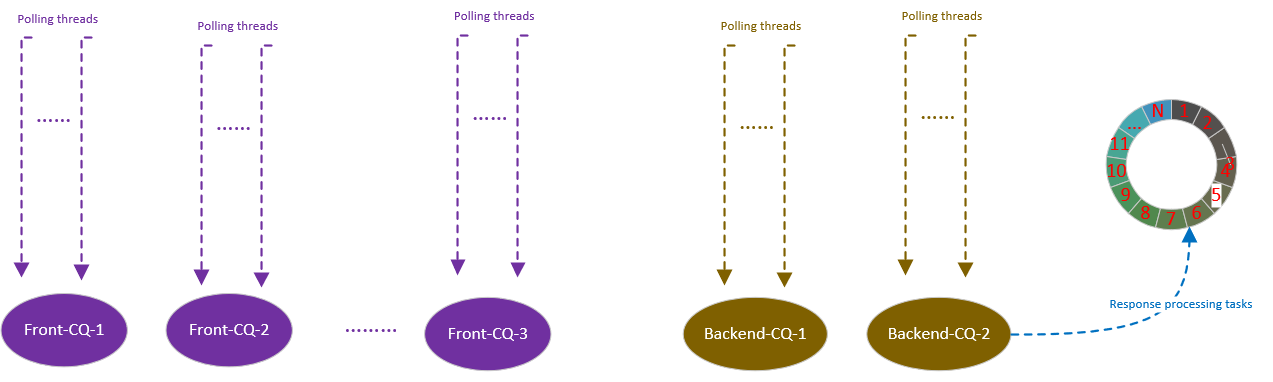 Polling threads
Polling threads
Polling threads
Polling threads
Polling threads
......
......
......
......
......
N
1
2
4
5
6
7
8
9
10
11
...
Response processing tasks
Front-CQ-1
Front-CQ-2
.........
Front-CQ-3
Backend-CQ-1
Backend-CQ-2